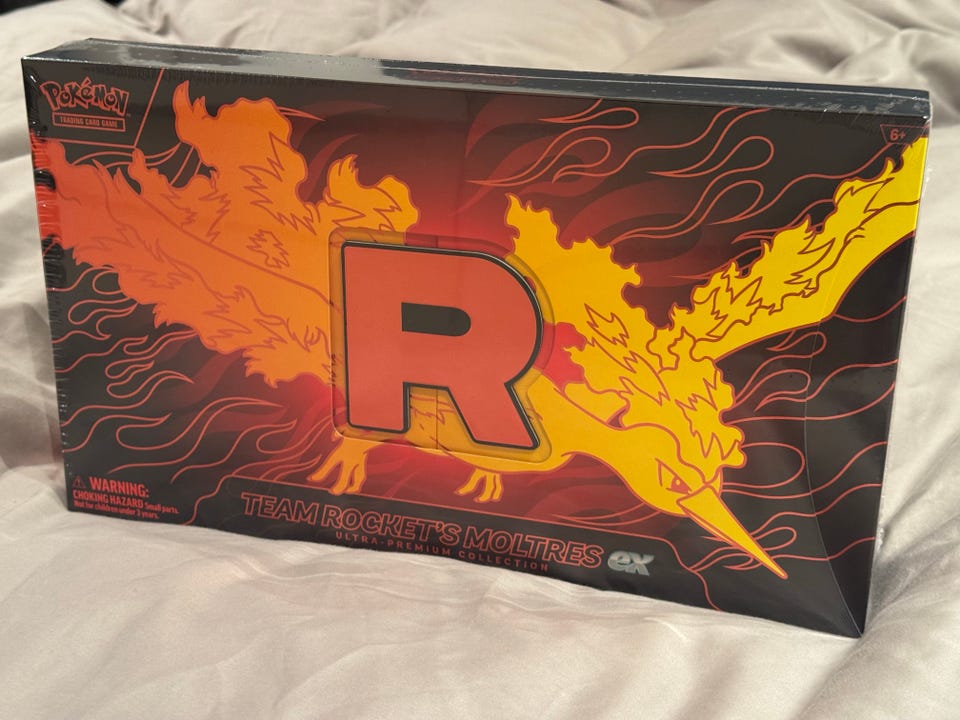 POKéMON
TRADING CARD GAME
6+
R
WARNING:
CHOKING HAZARD Small parts.
Not for children under 3 years.
TEAM ROCKET'S MOLTRES ex
ULTRA-PREMIUM COLLECTION